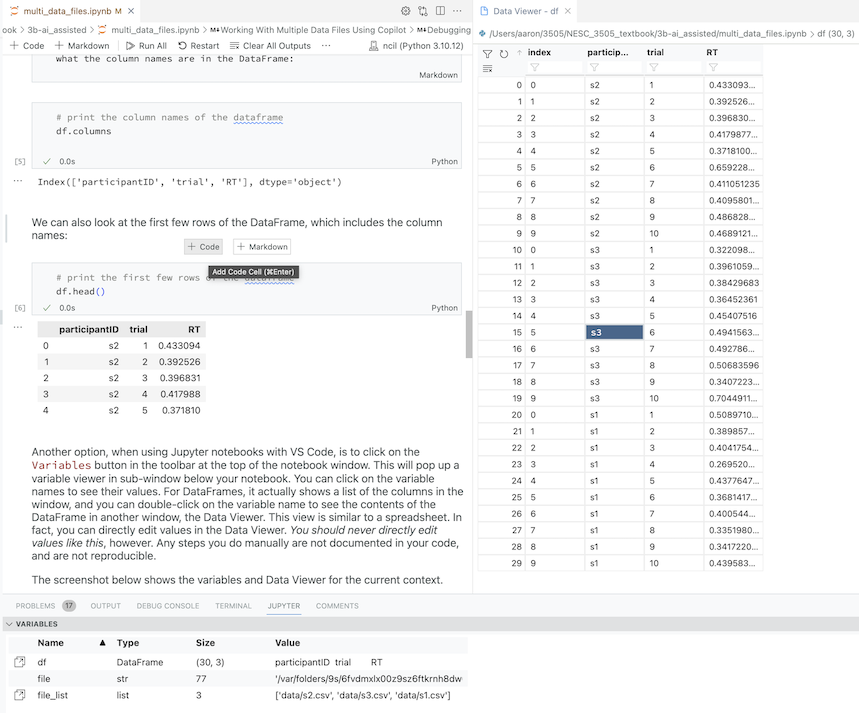 multi_data_files.ipynb M
ook > 3b-ai_assisted > multi_data_files.ipynb > M↓Working With Multiple Data Files Using Copilot > M↓Debugging
+ Code + Markdown Run All Restart Clear All Outputs ··· ncil (Python 3.10.12)
what the column names are in the DataFrame:
Markdown
# print the column names of the dataframe
df.columns
[5] ✓ 0.0s Python
··· Index(['participantID', 'trial', 'RT'], dtype='object')
We can also look at the first few rows of the DataFrame, which includes the column
names:
+ Code + Markdown
Add Code Cell (⌘Enter)
# print the first few rows of the dataframe
df.head()
[6] ✓ 0.0s Python
···
participantID trial RT
0 s2 1 0.433094
1 s2 2 0.392526
2 s2 3 0.396831
3 s2 4 0.417988
4 s2 5 0.371810
Another option, when using Jupyter notebooks with VS Code, is to click on the
Variables button in the toolbar at the top of the notebook window. This will pop up a
variable viewer in sub-window below your notebook. You can click on the variable
names to see their values. For DataFrames, it actually shows a list of the columns in the
window, and you can double-click on the variable name to see the contents of the
DataFrame in another window, the Data Viewer. This view is similar to a spreadsheet. In
fact, you can directly edit values in the Data Viewer. You should never directly edit
values like this, however. Any steps you do manually are not documented in your code,
and are not reproducible.
The screenshot below shows the variables and Data Viewer for the current context.
Data Viewer - df
/Users/aaron/3505/NESC_3505_textbook/3b-ai_assisted/multi_data_files.ipynb > df (30, 3)
index particip... trial RT
0 0 s2 1 0.433093...
1 1 s2 2 0.392526...
2 2 s2 3 0.396830...
3 3 s2 4 0.4179877...
4 4 s2 5 0.3718100...
5 5 s2 6 0.659228...
6 6 s2 7 0.411051235
7 7 s2 8 0.4095801...
8 8 s2 9 0.486828...
9 9 s2 10 0.4689121...
10 0 s3 1 0.322098...
11 1 s3 2 0.3961059...
12 2 s3 3 0.38429683
13 3 s3 4 0.36452361
14 4 s3 5 0.45407516
15 5 s3 6 0.4941563...
16 6 s3 7 0.492786...
17 7 s3 8 0.50683596
18 8 s3 9 0.3407223...
19 9 s3 10 0.7044911...
20 0 s1 1 0.5089710...
21 1 s1 2 0.389857...
22 2 s1 3 0.4041754...
23 3 s1 4 0.269520...
24 4 s1 5 0.4377647...
25 5 s1 6 0.3681417...
26 6 s1 7 0.400544...
27 7 s1 8 0.3351980...
28 8 s1 9 0.3417220...
29 9 s1 10 0.439583...
PROBLEMS 17 OUTPUT DEBUG CONSOLE TERMINAL JUPYTER COMMENTS
VARIABLES
Name ▲ Type Size Value
df DataFrame (30, 3) participantID trial RT
file str 77 '/var/folders/9s/6fvdmxlx00z9sz6ftkrnh8dw
file_list list 3 ['data/s2.csv', 'data/s3.csv', 'data/s1.csv']